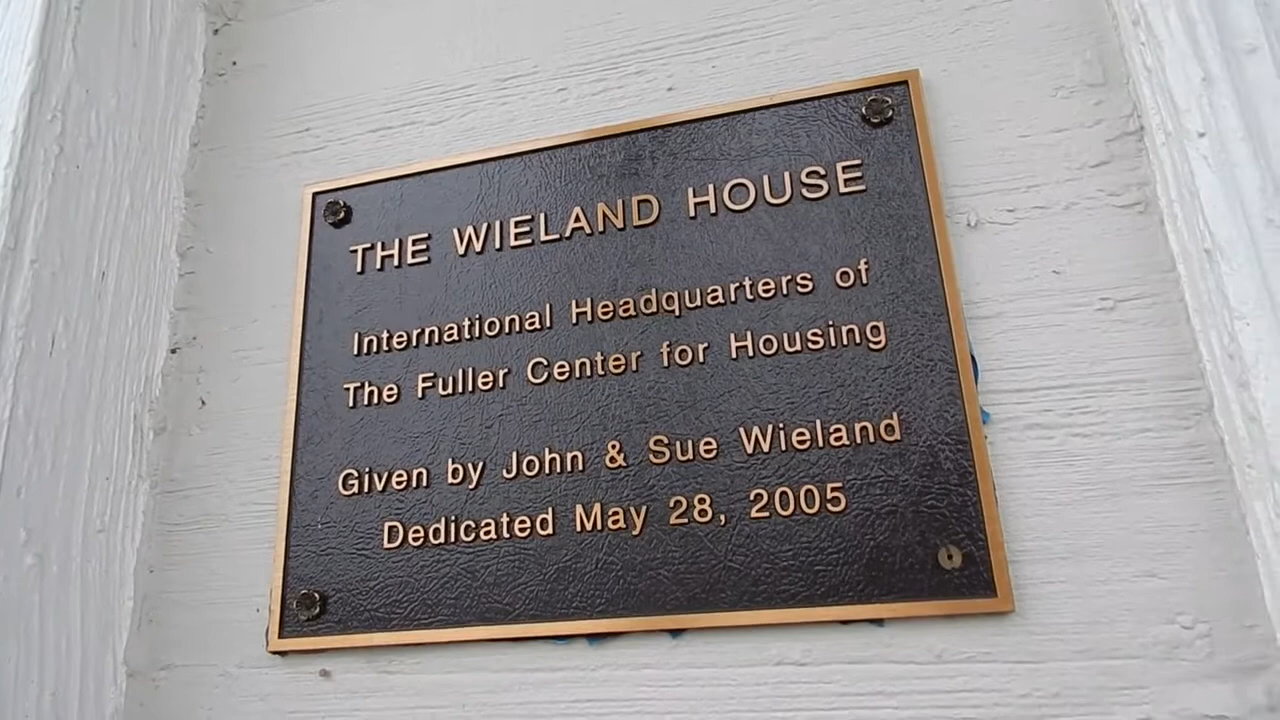 THE WIELAND HOUSE
International Headquarters of
The Fuller Center for Housing
Given by John & Sue Wieland
Dedicated May 28, 2005